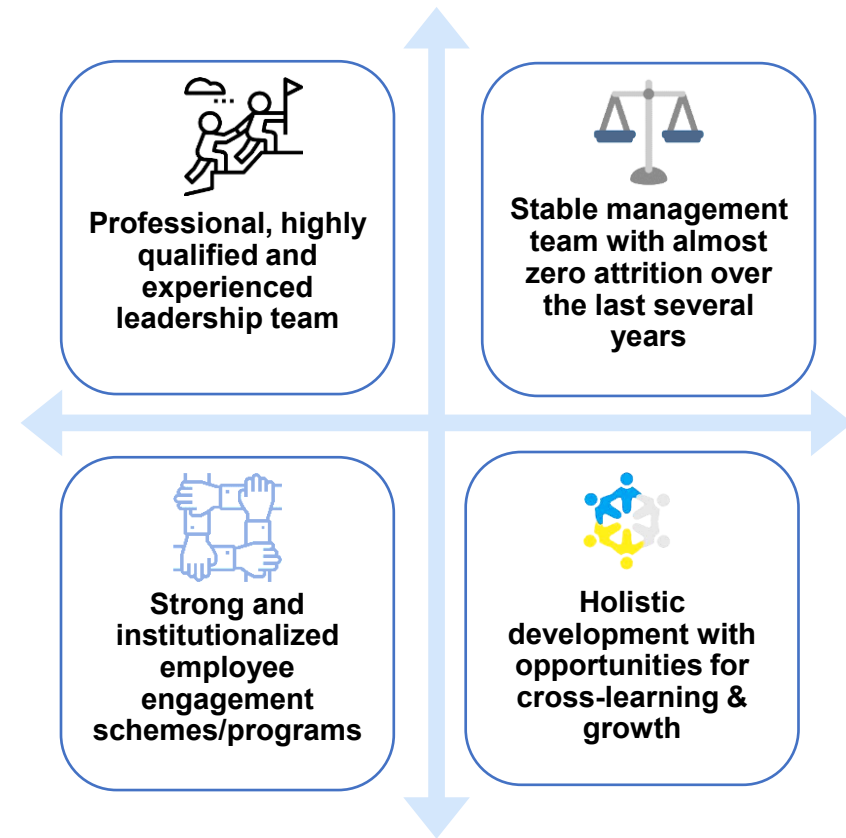 Professional, highly
qualified and
experienced
leadership team
Stable management
team with almost
zero attrition over
the last several
years
Strong and
institutionalized
employee
engagement
schemes/programs
Holistic
development with
opportunities for
cross-learning &
growth